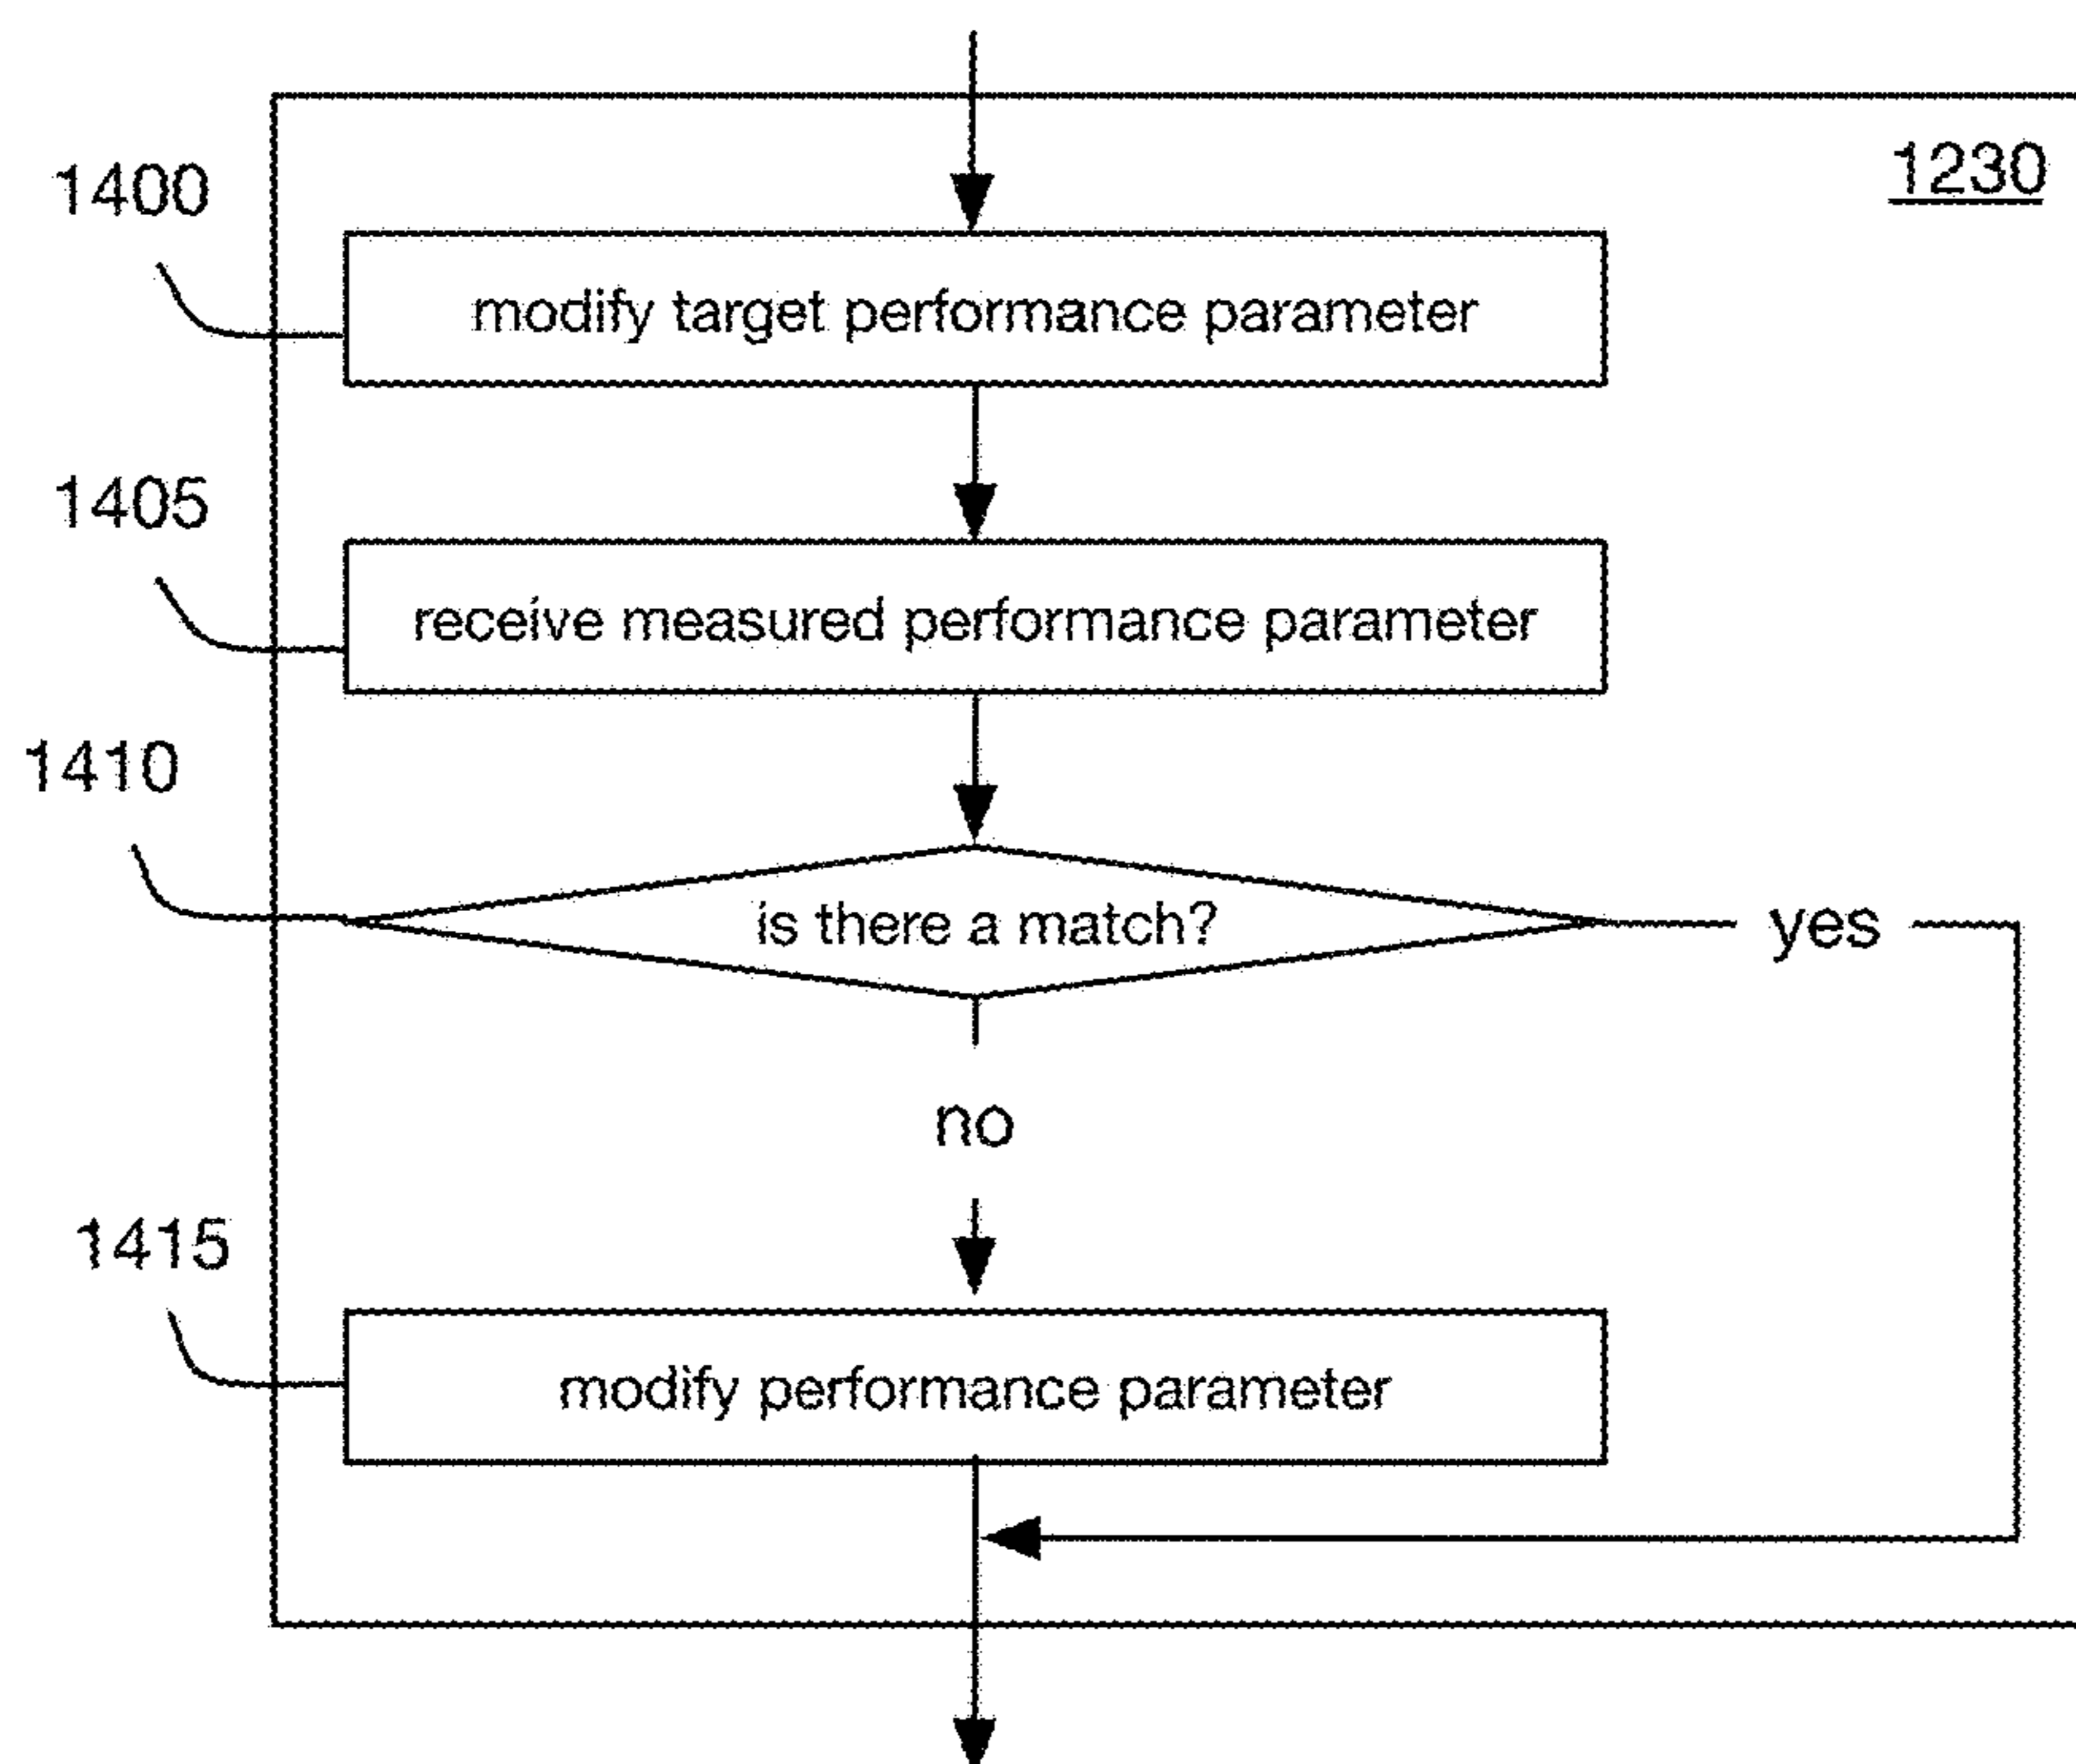 1230
1400
modify target performance parameter
1405
receive measured performance parameter
1410
is there a match?
yes
no
1415
modify performance parameter